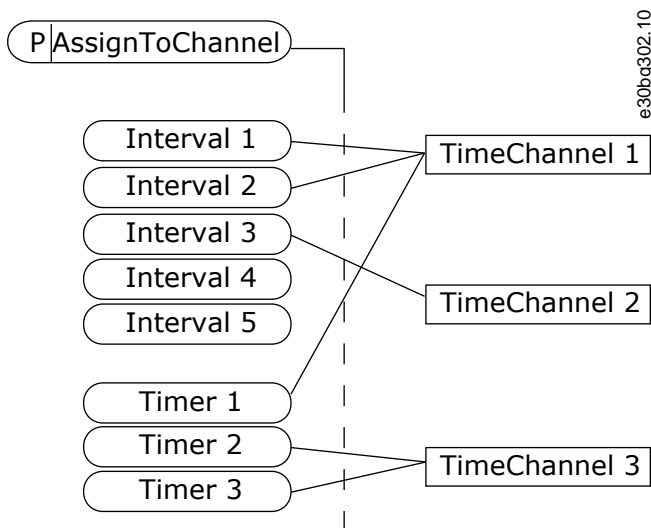 P AssignToChannel
e30bq302.10
Interval 1
TimeChannel 1
Interval 2
Interval 3
Interval 4
TimeChannel 2
Interval 5
Timer 1
Timer 2
TimeChannel 3
Timer 3